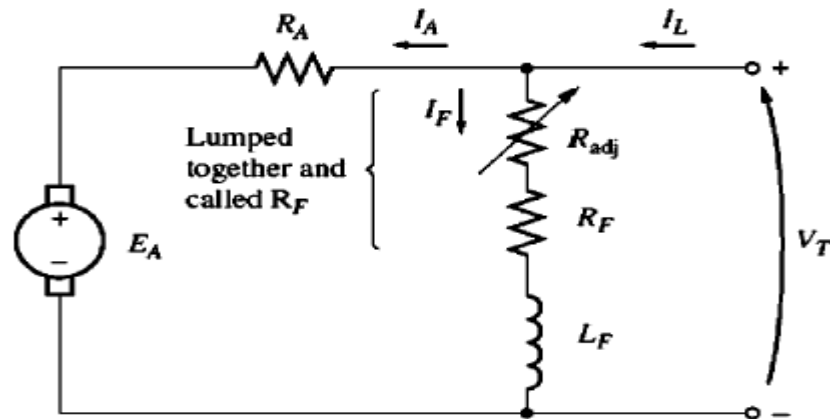 R_A
I_A
I_L
+
I_F
R_adj
Lumped
together and
called R_F
R_F
+
E_A
−
V_T
L_F
−